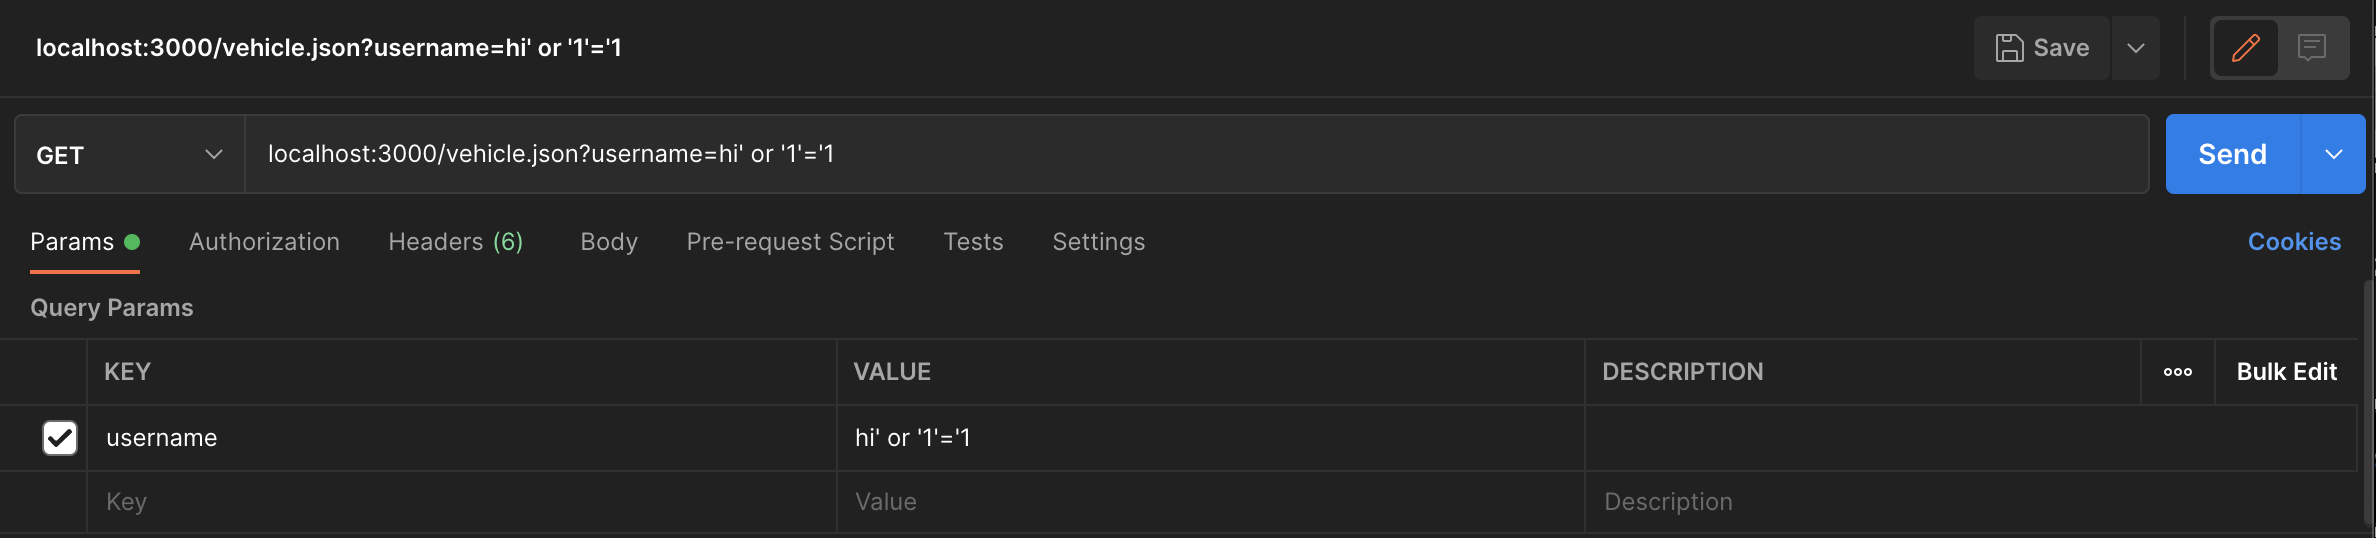 localhost:3000/vehicle.json?username=hi' or '1'='1
Save
GET
localhost:3000/vehicle.json?username=hi' or '1'='1
Send
Params Authorization Headers (6) Body Pre-request Script Tests Settings Cookies
Query Params
KEY VALUE DESCRIPTION ooo Bulk Edit
username hi' or '1'='1
Key Value Description